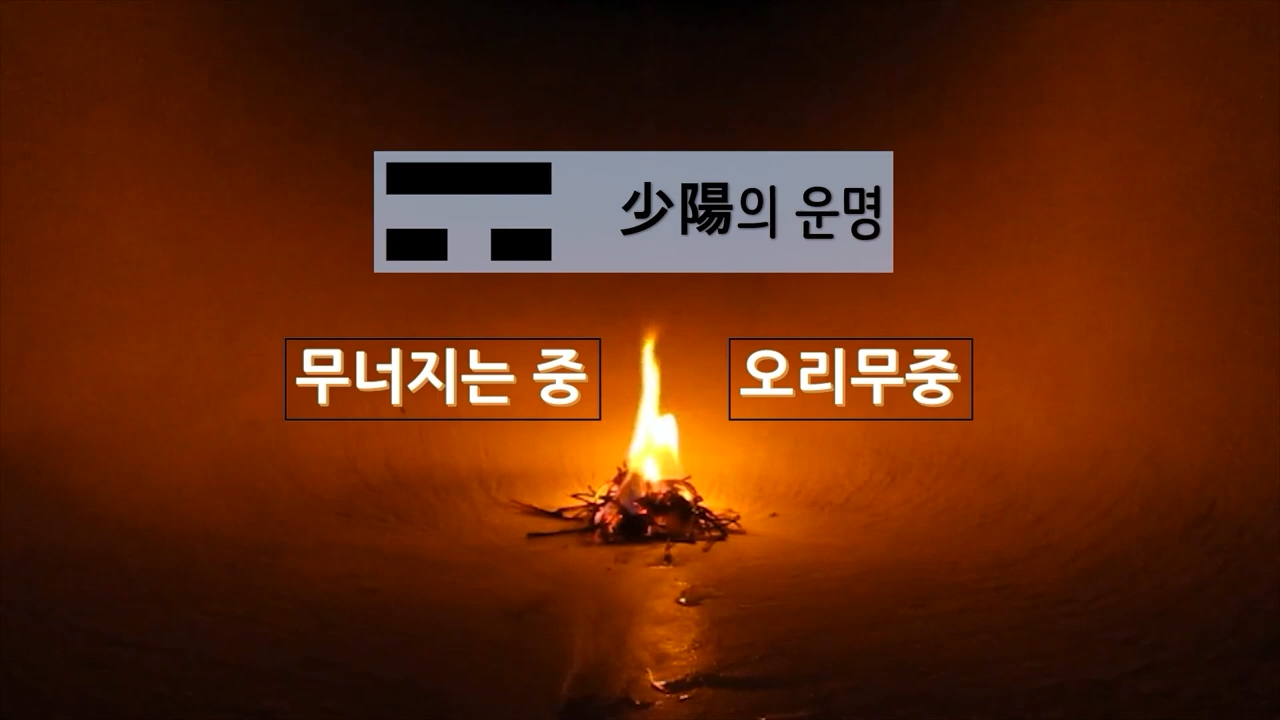 少陽의 운명
무너지는 중
오리무중